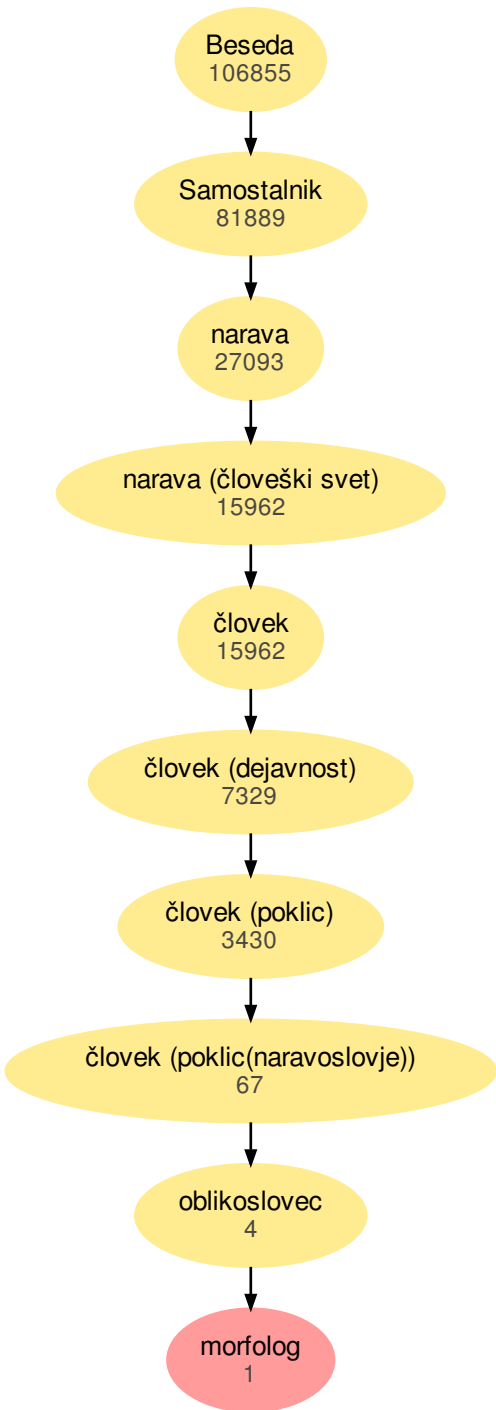 Beseda
106855
Samostalnik
81889
narava
27093
narava (človeški svet)
15962
človek
15962
človek (dejavnost)
7329
človek (poklic)
3430
človek (poklic(naravoslovje))
67
oblikoslovec
4
morfolog
1